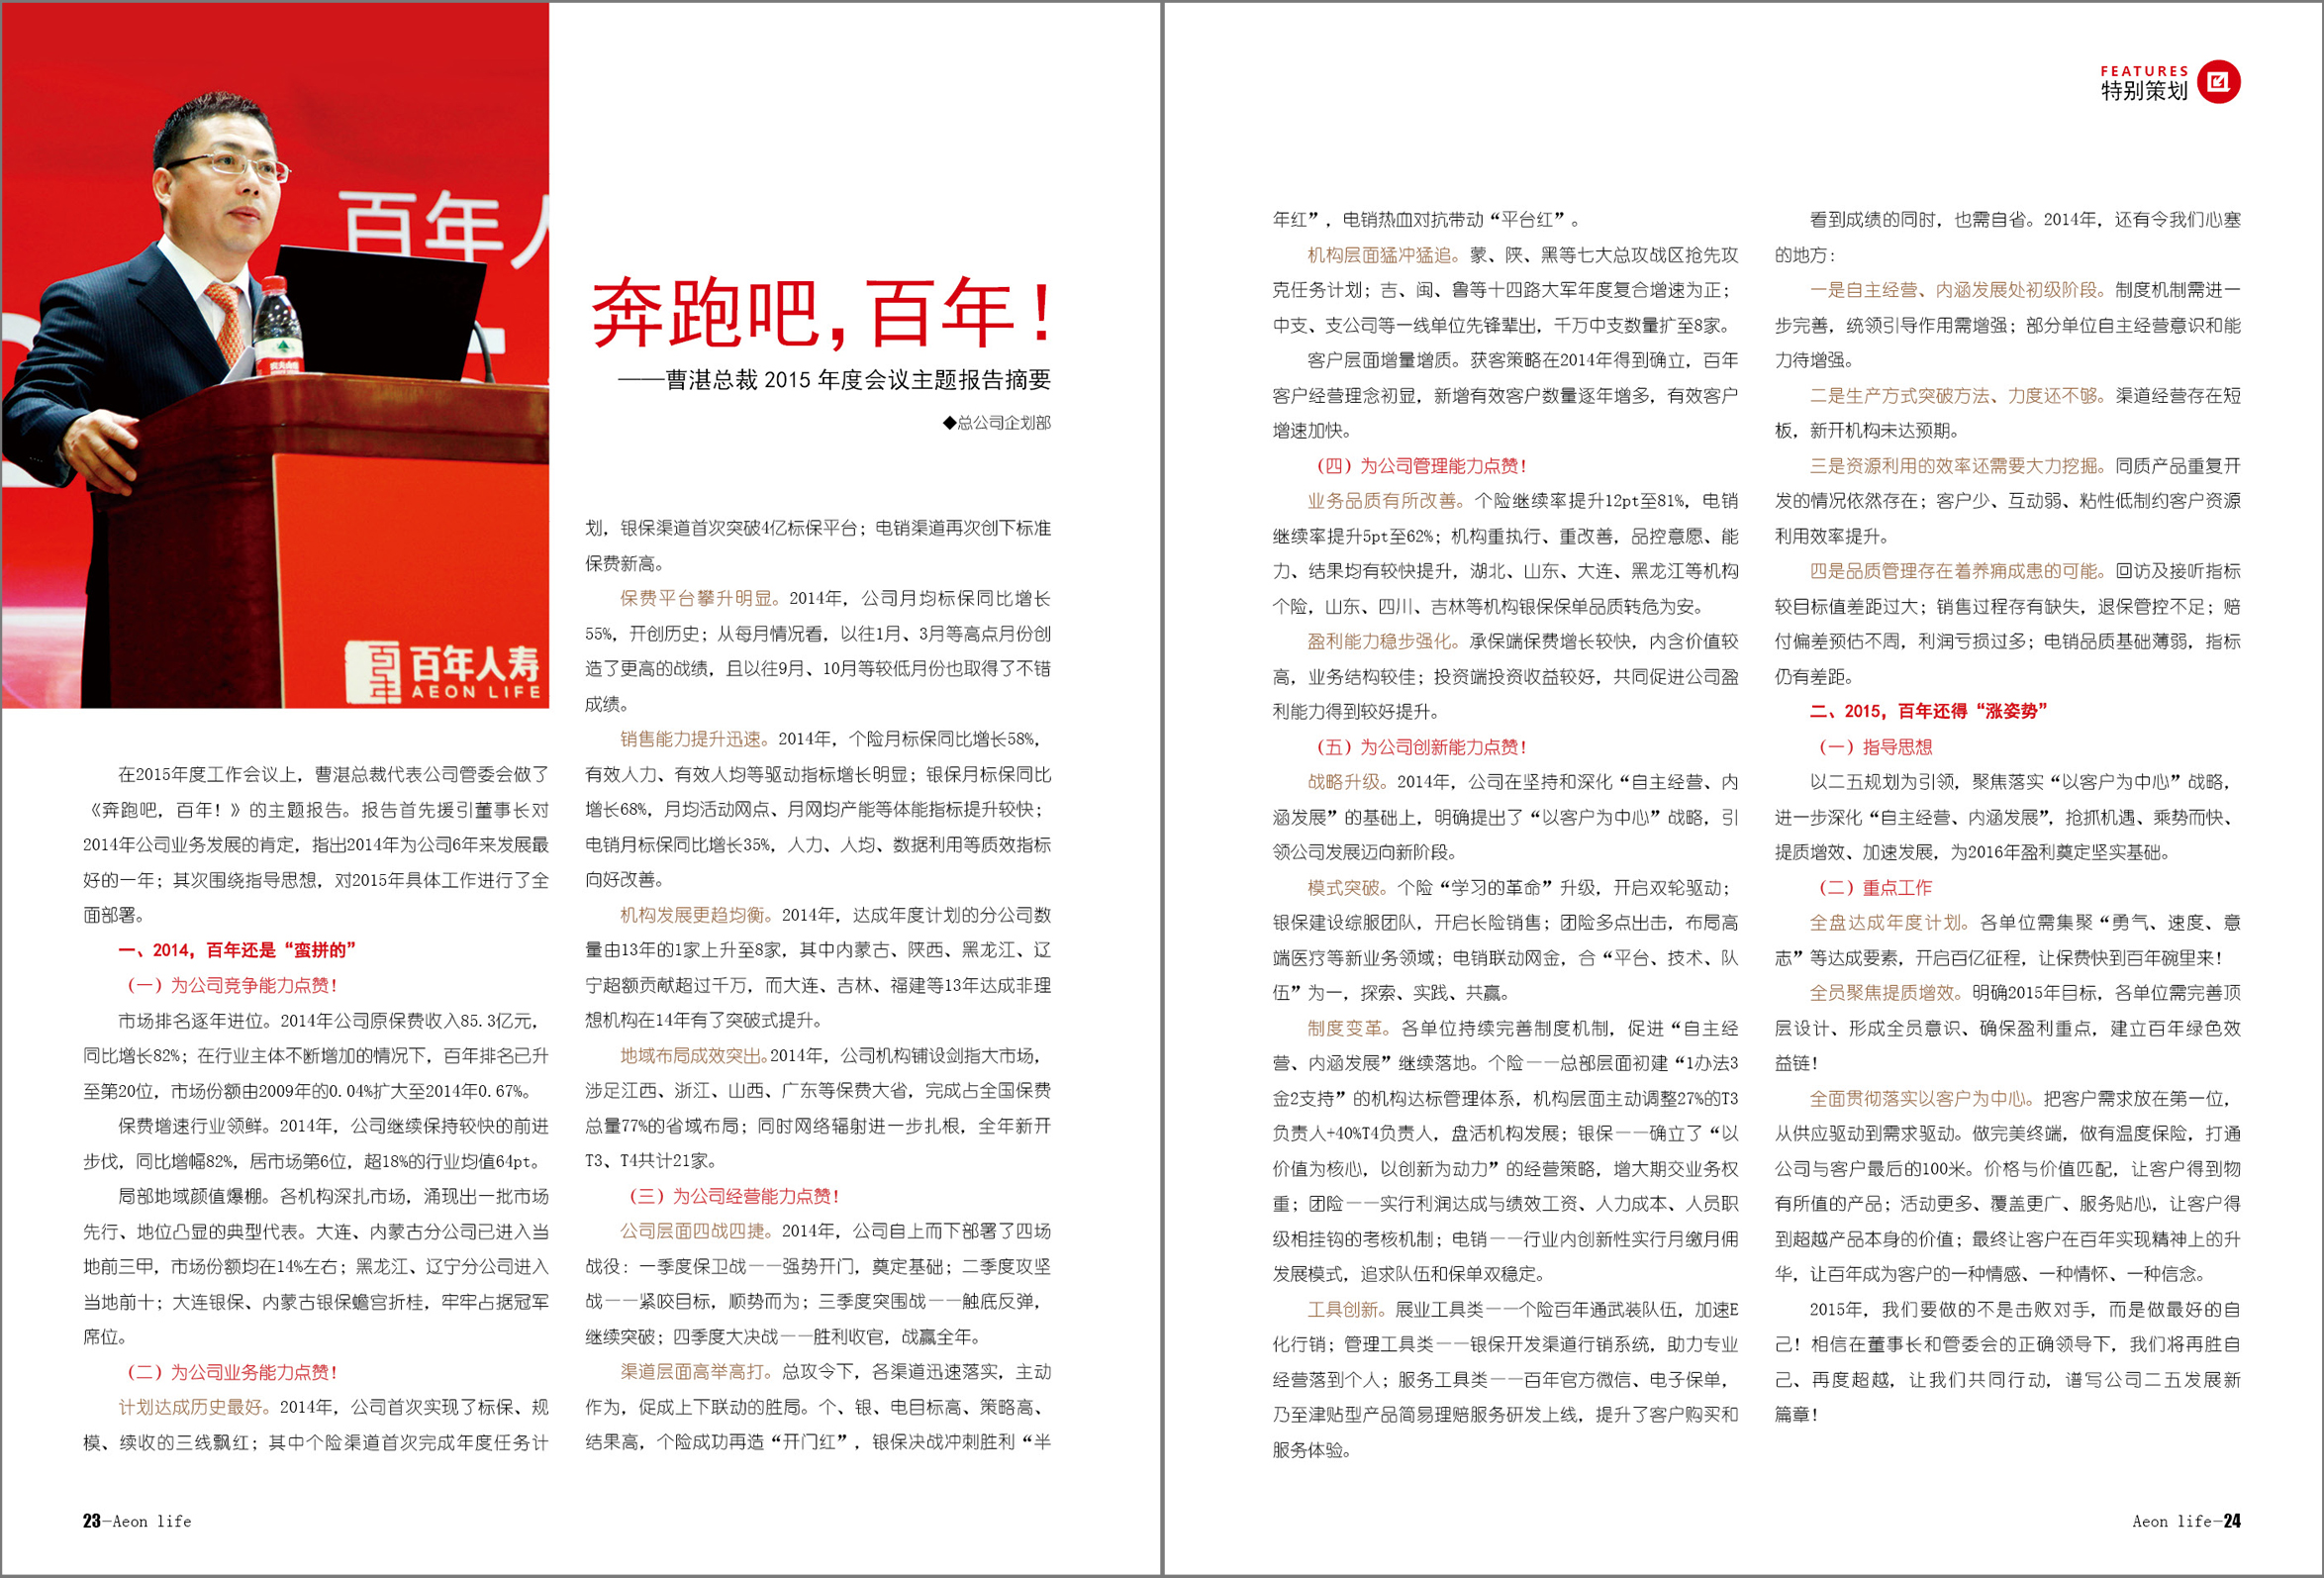 百年人
百年
百年人寿
AEON LIFE
奔跑吧，百年！
——曹湛总裁 2015 年度会议主题报告摘要
◆总公司企划部
在2015年度工作会议上，曹湛总裁代表公司管委会做了
《奔跑吧，百年！》的主题报告。报告首先援引董事长对
2014年公司业务发展的肯定，指出2014年为公司6年来发展最
好的一年；其次围绕指导思想，对2015年具体工作进行了全
面部署。
一、2014，百年还是“蛮拼的”
（一）为公司竞争能力点赞！
市场排名逐年进位。2014年公司原保费收入85.3亿元，
同比增长82%；在行业主体不断增加的情况下，百年排名已升
至第20位，市场份额由2009年的0.04%扩大至2014年0.67%。
保费增速行业领鲜。2014年，公司继续保持较快的前进
步伐，同比增幅82%，居市场第6位，超18%的行业均值64pt。
局部地域颜值爆棚。各机构深扎市场，涌现出一批市场
先行、地位凸显的典型代表。大连、内蒙古分公司已进入当
地前三甲，市场份额均在14%左右；黑龙江、辽宁分公司进入
当地前十；大连银保、内蒙古银保蟾宫折桂，牢牢占据冠军
席位。
（二）为公司业务能力点赞！
计划达成历史最好。2014年，公司首次实现了标保、规
模、续收的三线飘红；其中个险渠道首次完成年度任务计
划，银保渠道首次突破4亿标保平台；电销渠道再次创下标准
保费新高。
保费平台攀升明显。2014年，公司月均标保同比增长
55%，开创历史；从每月情况看，以往1月、3月等高点月份创
造了更高的战绩，且以往9月、10月等较低月份也取得了不错
成绩。
销售能力提升迅速。2014年，个险月标保同比增长58%，
有效人力、有效人均等驱动指标增长明显；银保月标保同比
增长68%，月均活动网点、月网均产能等体能指标提升较快；
电销月标保同比增长35%，人力、人均、数据利用等质效指标
向好改善。
机构发展更趋均衡。2014年，达成年度计划的分公司数
量由13年的1家上升至8家，其中内蒙古、陕西、黑龙江、辽
宁超额贡献超过千万，而大连、吉林、福建等13年达成非理
想机构在14年有了突破式提升。
地域布局成效突出。2014年，公司机构铺设剑指大市场，
涉足江西、浙江、山西、广东等保费大省，完成占全国保费
总量77%的省域布局；同时网络辐射进一步扎根，全年新开
T3、T4共计21家。
（三）为公司经营能力点赞！
公司层面四战四捷。2014年，公司自上而下部署了四场
战役：一季度保卫战——强势开门，奠定基础；二季度攻坚
战——紧咬目标，顺势而为；三季度突围战——触底反弹，
继续突破；四季度大决战——胜利收官，战赢全年。
渠道层面高举高打。总攻令下，各渠道迅速落实，主动
作为，促成上下联动的胜局。个、银、电目标高、策略高、
结果高，个险成功再造“开门红”，银保决战冲刺胜利“半
23—Aeon life
FEATURES
特别策划
年红”，电销热血对抗带动“平台红”。
机构层面猛冲猛追。蒙、陕、黑等七大总攻战区抢先攻
克任务计划；吉、闽、鲁等十四路大军年度复合增速为正；
中支、支公司等一线单位先锋辈出，千万中支数量扩至8家。
客户层面增量增质。获客策略在2014年得到确立，百年
客户经营理念初显，新增有效客户数量逐年增多，有效客户
增速加快。
（四）为公司管理能力点赞！
业务品质有所改善。个险继续率提升12pt至81%，电销
继续率提升5pt至62%；机构重执行、重改善，品控意愿、能
力、结果均有较快提升，湖北、山东、大连、黑龙江等机构
个险，山东、四川、吉林等机构银保保单品质转危为安。
盈利能力稳步强化。承保端保费增长较快，内含价值较
高，业务结构较佳；投资端投资收益较好，共同促进公司盈
利能力得到较好提升。
（五）为公司创新能力点赞！
战略升级。2014年，公司在坚持和深化“自主经营、内
涵发展”的基础上，明确提出了“以客户为中心”战略，引
领公司发展迈向新阶段。
模式突破。个险“学习的革命”升级，开启双轮驱动；
银保建设综服团队，开启长险销售；团险多点出击，布局高
端医疗等新业务领域；电销联动网金，合“平台、技术、队
伍”为一，探索、实践、共赢。
制度变革。各单位持续完善制度机制，促进“自主经
营、内涵发展”继续落地。个险——总部层面初建“1办法3
金2支持”的机构达标管理体系，机构层面主动调整27%的T3
负责人+40%T4负责人，盘活机构发展；银保——确立了“以
价值为核心，以创新为动力”的经营策略，增大期交业务权
重；团险——实行利润达成与绩效工资、人力成本、人员职
级相挂钩的考核机制；电销——行业内创新性实行月缴月佣
发展模式，追求队伍和保单双稳定。
工具创新。展业工具类——个险百年通武装队伍，加速E
化行销；管理工具类——银保开发渠道行销系统，助力专业
经营落到个人；服务工具类——百年官方微信、电子保单，
乃至津贴型产品简易理赔服务研发上线，提升了客户购买和
服务体验。
看到成绩的同时，也需自省。2014年，还有令我们心塞
的地方：
一是自主经营、内涵发展处初级阶段。制度机制需进一
步完善，统领引导作用需增强；部分单位自主经营意识和能
力待增强。
二是生产方式突破方法、力度还不够。渠道经营存在短
板，新开机构未达预期。
三是资源利用的效率还需要大力挖掘。同质产品重复开
发的情况依然存在；客户少、互动弱、粘性低制约客户资源
利用效率提升。
四是品质管理存在着养痈成患的可能。回访及接听指标
较目标值差距过大；销售过程存有缺失，退保管控不足；赔
付偏差预估不周，利润亏损过多；电销品质基础薄弱，指标
仍有差距。
二、2015，百年还得“涨姿势”
（一）指导思想
以二五规划为引领，聚焦落实“以客户为中心”战略，
进一步深化“自主经营、内涵发展”，抢抓机遇、乘势而快、
提质增效、加速发展，为2016年盈利奠定坚实基础。
（二）重点工作
全盘达成年度计划。各单位需集聚“勇气、速度、意
志”等达成要素，开启百亿征程，让保费快到百年碗里来！
全员聚焦提质增效。明确2015年目标，各单位需完善顶
层设计、形成全员意识、确保盈利重点，建立百年绿色效
益链！
全面贯彻落实以客户为中心。把客户需求放在第一位，
从供应驱动到需求驱动。做完美终端，做有温度保险，打通
公司与客户最后的100米。价格与价值匹配，让客户得到物
有所值的产品；活动更多、覆盖更广、服务贴心，让客户得
到超越产品本身的价值；最终让客户在百年实现精神上的升
华，让百年成为客户的一种情感、一种情怀、一种信念。
2015年，我们要做的不是击败对手，而是做最好的自
己！相信在董事长和管委会的正确领导下，我们将再胜自
己、再度超越，让我们共同行动，谱写公司二五发展新
篇章！
Aeon life—24